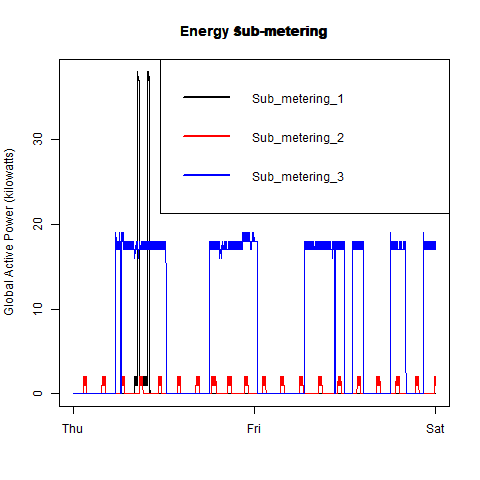 Energy Sub-metering
Sub_metering_1
Sub_metering_2
Sub_metering_3
Global Active Power (kilowatts)
30
20
10
0
Thu Fri Sat